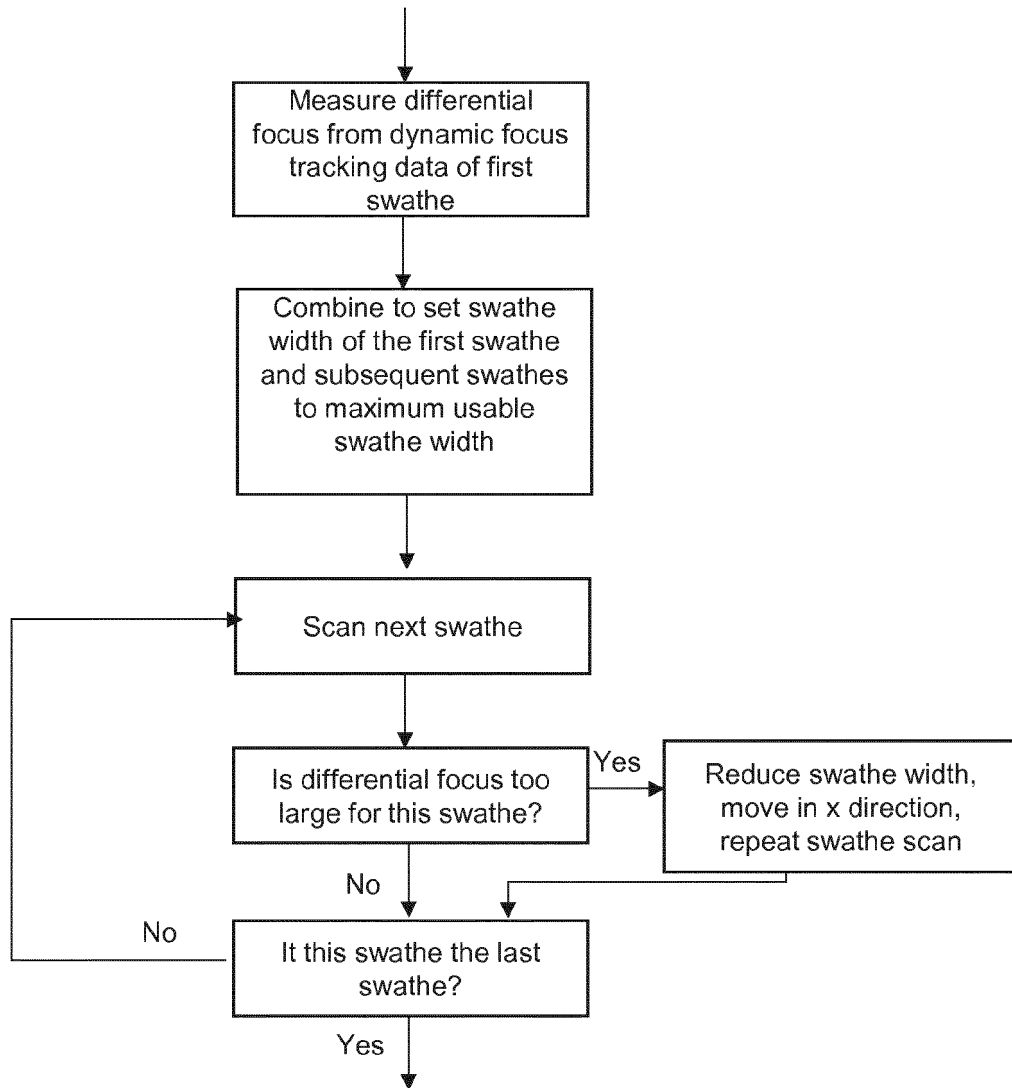 Measure differential
focus from dynamic focus
tracking data of first
swathe
Combine to set swathe
width of the first swathe
and subsequent swathes
to maximum usable
swathe width
Scan next swathe
Is differential focus too
large for this swathe?
Yes
Reduce swathe width,
move in x direction,
repeat swathe scan
No
No
It this swathe the last
swathe?
Yes